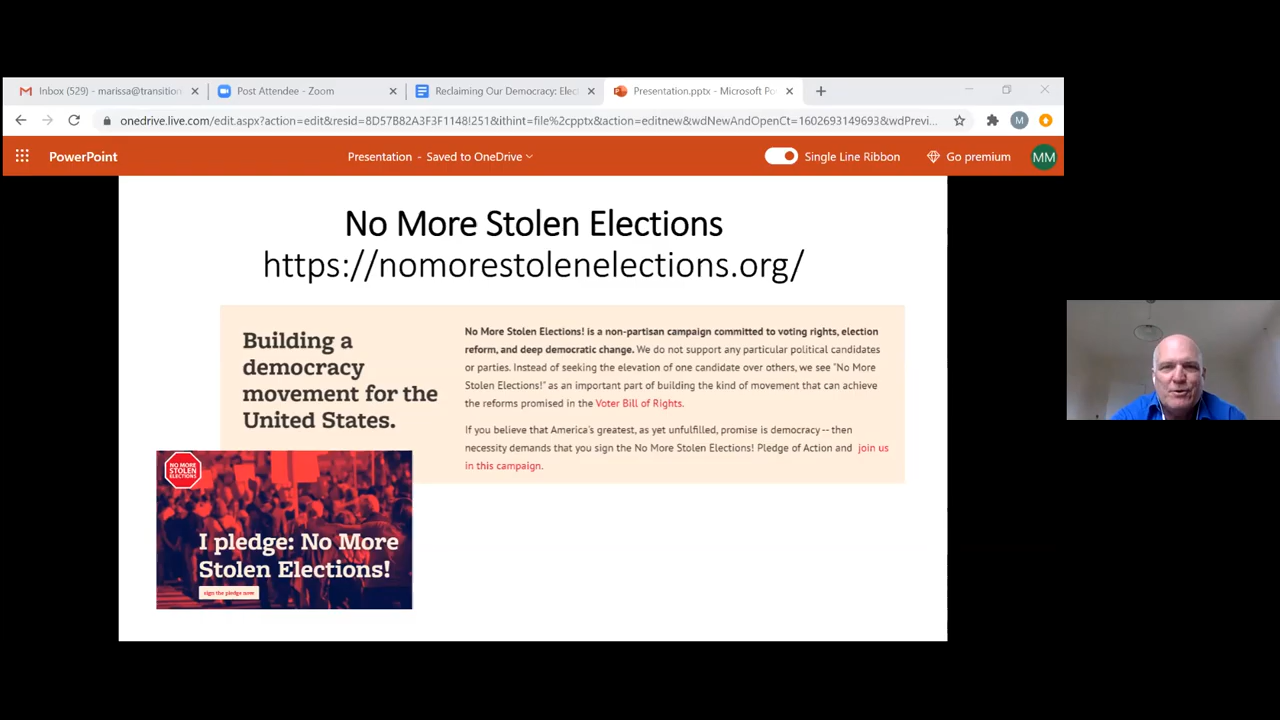 Inbox (529) - marissa@transition
Post Attendee - Zoom
Reclaiming Our Democracy: Elect
Presentation.pptx - Microsoft Po
onedrive.live.com/edit.aspx?action=edit&resid=8D57B82A3F3F1148!251&ithint=file%2cpptx&action=editnew&wdNewAndOpenCt=1602693149693&wdPrevi...
M
PowerPoint
Presentation - Saved to OneDrive
Single Line Ribbon
Go premium
MM
No More Stolen Elections
https://nomorestolenelections.org/
Building a
democracy
movement for the
United States.
No More Stolen Elections! is a non-partisan campaign committed to voting rights, election
reform, and deep democratic change. We do not support any particular political candidates
or parties. Instead of seeking the elevation of one candidate over others, we see "No More
Stolen Elections!" as an important part of building the kind of movement that can achieve
the reforms promised in the Voter Bill of Rights.
If you believe that America's greatest, as yet unfulfilled, promise is democracy -- then
necessity demands that you sign the No More Stolen Elections! Pledge of Action and join us
in this campaign.
NO MORE
STOLEN
ELECTIONS
I pledge: No More
Stolen Elections!
sign the pledge now